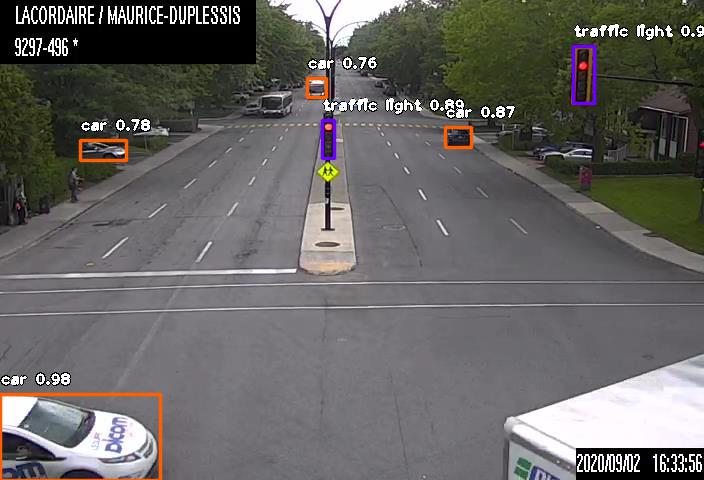 LACORDAIRE / MAURICE-DUPLESSIS
9297-496 *
traffic light 0.9
car 0.76
traffic light 0.89
car 0.87
car 0.78
car 0.98
dicom
2020/09/02 16:33:56